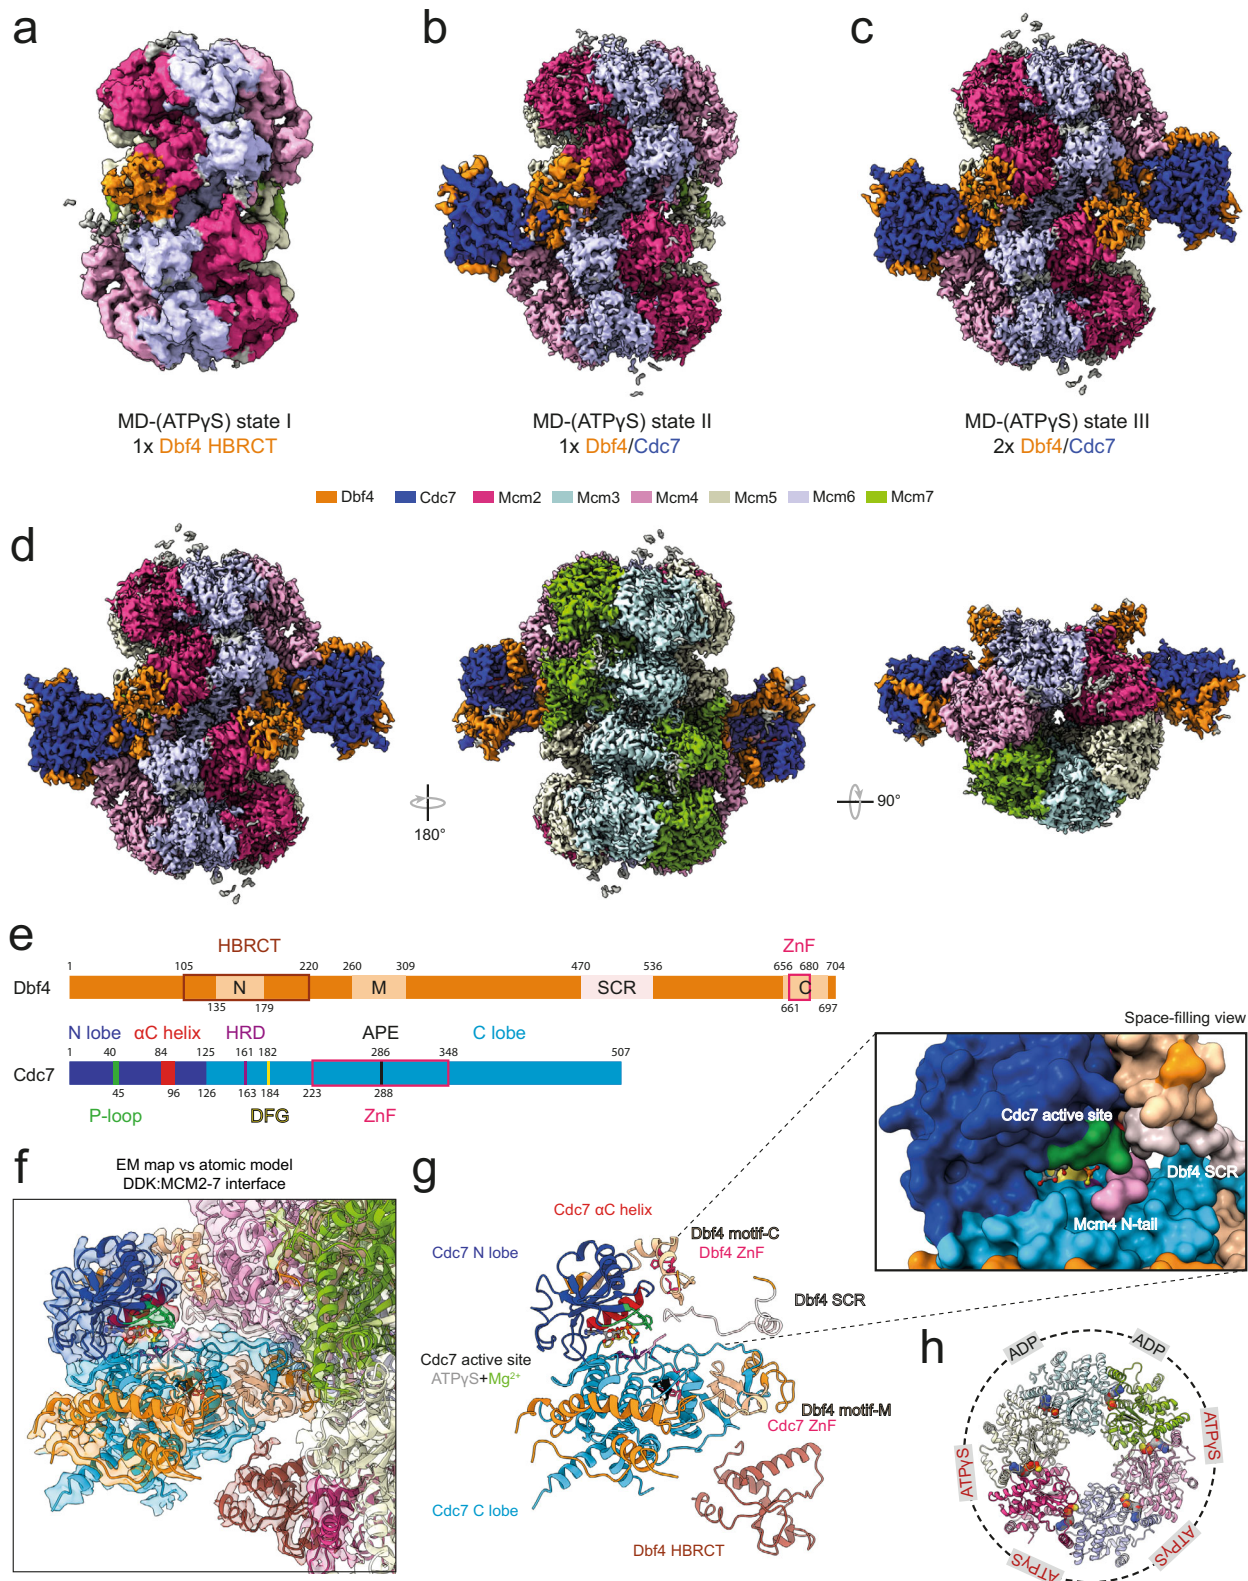 a
b
c
MD-(ATPγS) state I
1x Dbf4 HBRCT
MD-(ATPγS) state II
1x Dbf4/Cdc7
MD-(ATPγS) state III
2x Dbf4/Cdc7
Dbf4 Cdc7 Mcm2 Mcm3 Mcm4 Mcm5 Mcm6 Mcm7
d
180°
90°
e
HBRCT ZnF
1 105 220 260 309 470 536 656 680 704
Dbf4 N M SCR C
135 179 661 697
N lobe αC helix HRD APE C lobe
1 40 84 125 161 182 286 348 507
Cdc7
45 96 126 163 184 223 288
P-loop DFG ZnF
Space-filling view
Cdc7 active site
Dbf4 SCR
Mcm4 N-tail
f
EM map vs atomic model
DDK:MCM2-7 interface
g
Cdc7 αC helix
Cdc7 N lobe
Dbf4 motif-C
Dbf4 ZnF
Dbf4 SCR
Cdc7 active site
ATPγS+Mg²⁺
Dbf4 motif-M
Cdc7 ZnF
Cdc7 C lobe
Dbf4 HBRCT
h
ADP
ADP
ATPγS
ATPγS
ATPγS
ATPγS